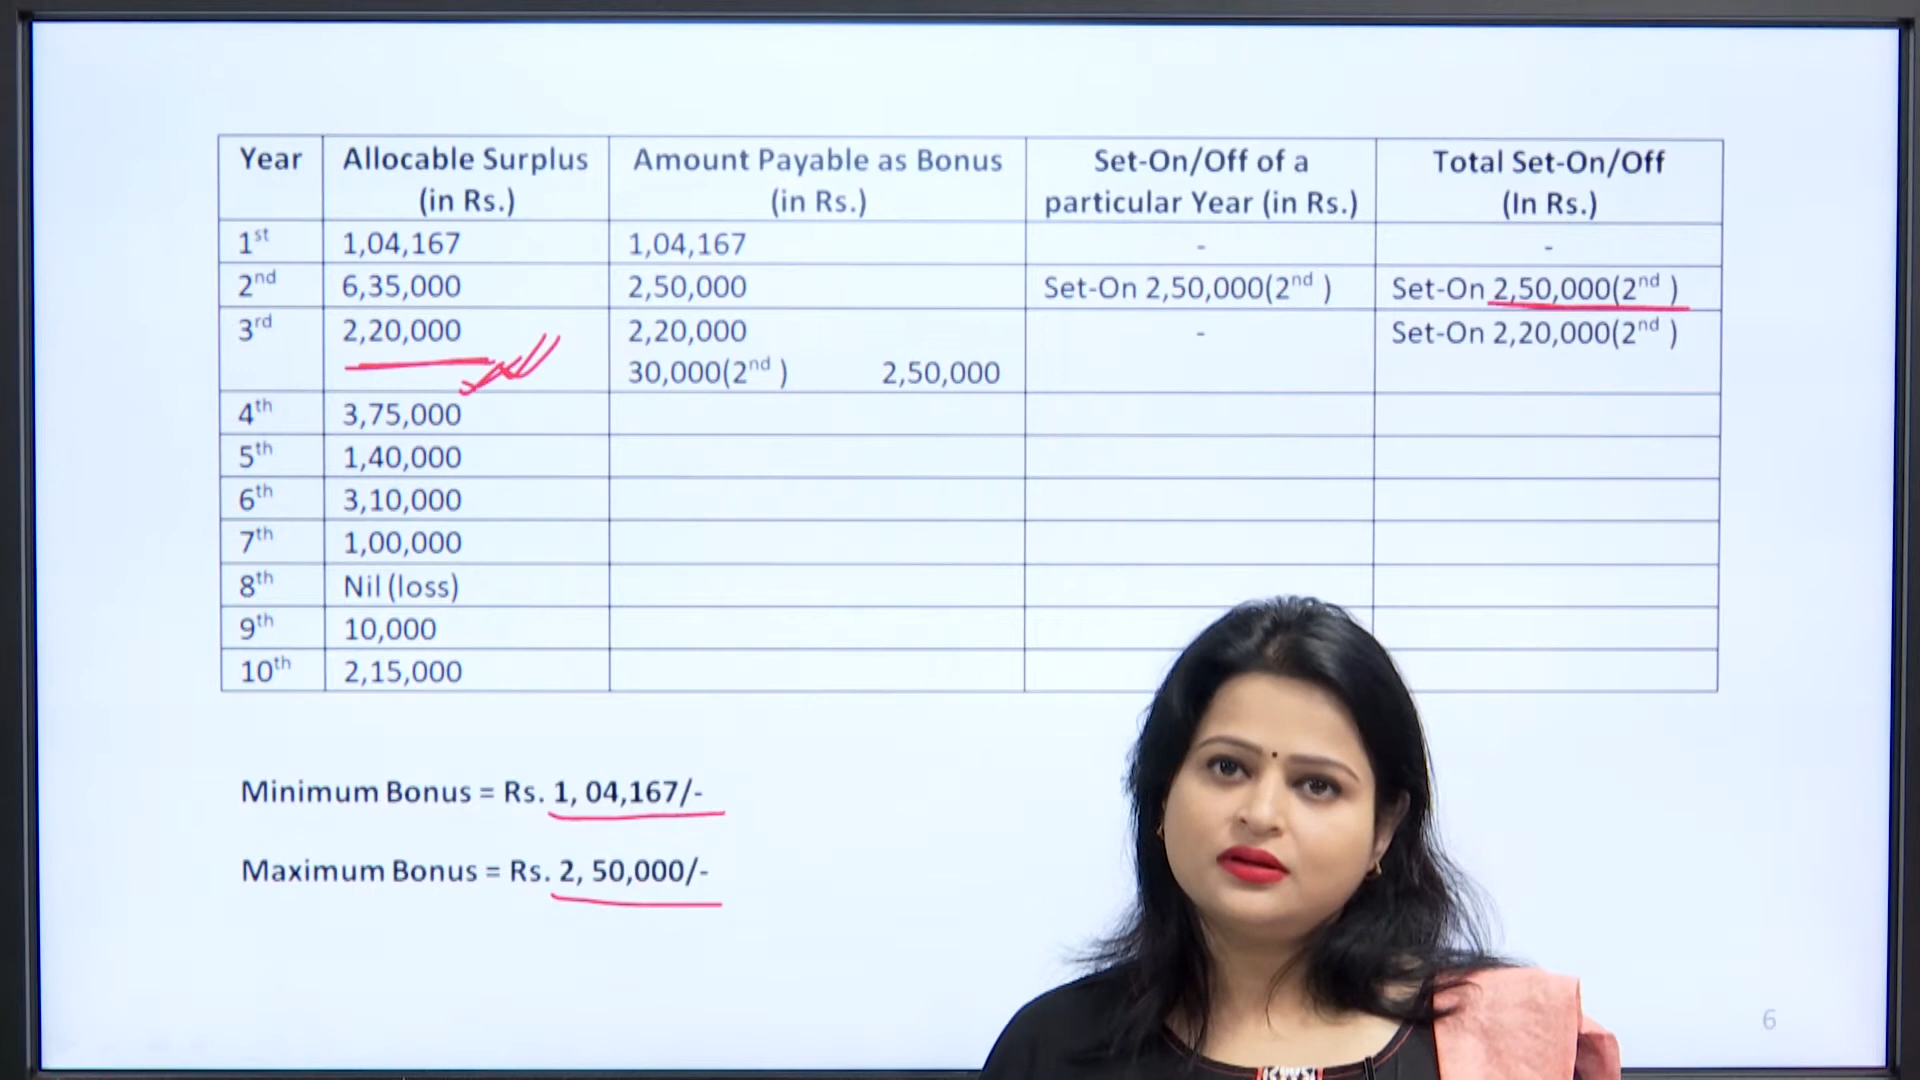 Year Allocable Surplus (in Rs.) Amount Payable as Bonus (in Rs.) Set-On/Off of a particular Year (in Rs.) Total Set-On/Off (In Rs.)
1st 1,04,167 1,04,167 - -
2nd 6,35,000 2,50,000 Set-On 2,50,000(2nd ) Set-On 2,50,000(2nd )
3rd 2,20,000 2,20,000 - Set-On 2,20,000(2nd )
30,000(2nd ) 2,50,000
4th 3,75,000
5th 1,40,000
6th 3,10,000
7th 1,00,000
8th Nil (loss)
9th 10,000
10th 2,15,000
Minimum Bonus = Rs. 1, 04,167/-
Maximum Bonus = Rs. 2, 50,000/-
6